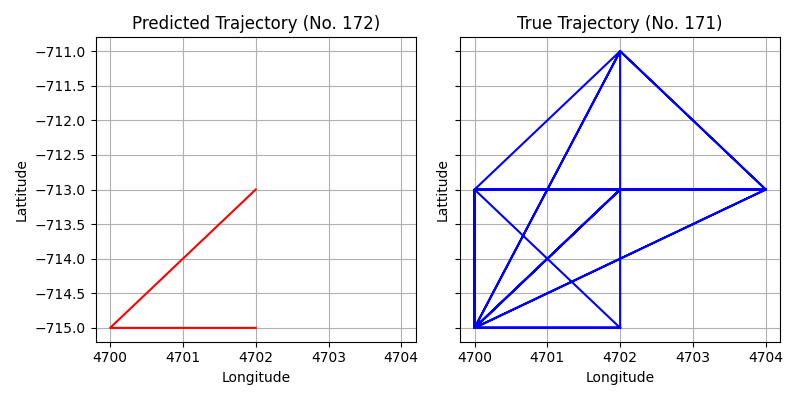 Predicted Trajectory (No. 172)
True Trajectory (No. 171)
Lattitude
−711.0
−711.5
−712.0
−712.5
−713.0
−713.5
−714.0
−714.5
−715.0
4700 4701 4702 4703 4704
Longitude
Lattitude
4700 4701 4702 4703 4704
Longitude